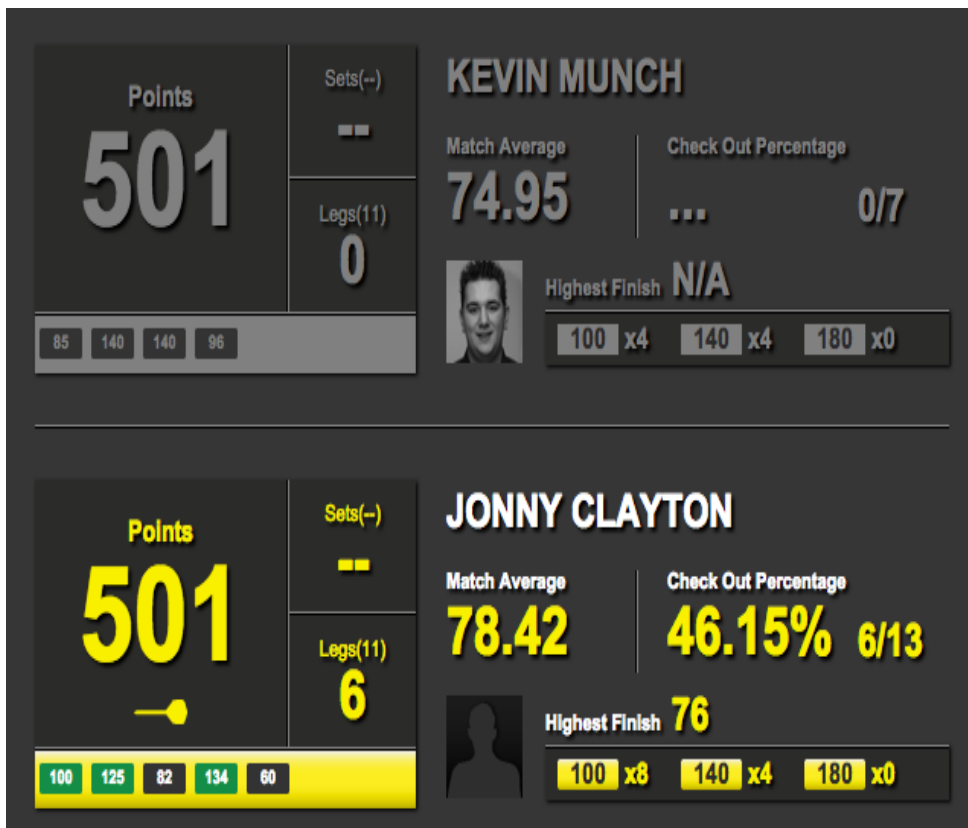 KEVIN MUNCH
Points
501
Sets(--)
--
Legs(11)
0
Match Average
74.95
Check Out Percentage
... 0/7
Highest Finish N/A
85 140 140 96
100 x4 140 x4 180 x0
JONNY CLAYTON
Points
501
Sets(--)
--
Legs(11)
6
Match Average
78.42
Check Out Percentage
46.15% 6/13
Highest Finish 76
100 125 82 134 60
100 x8 140 x4 180 x0